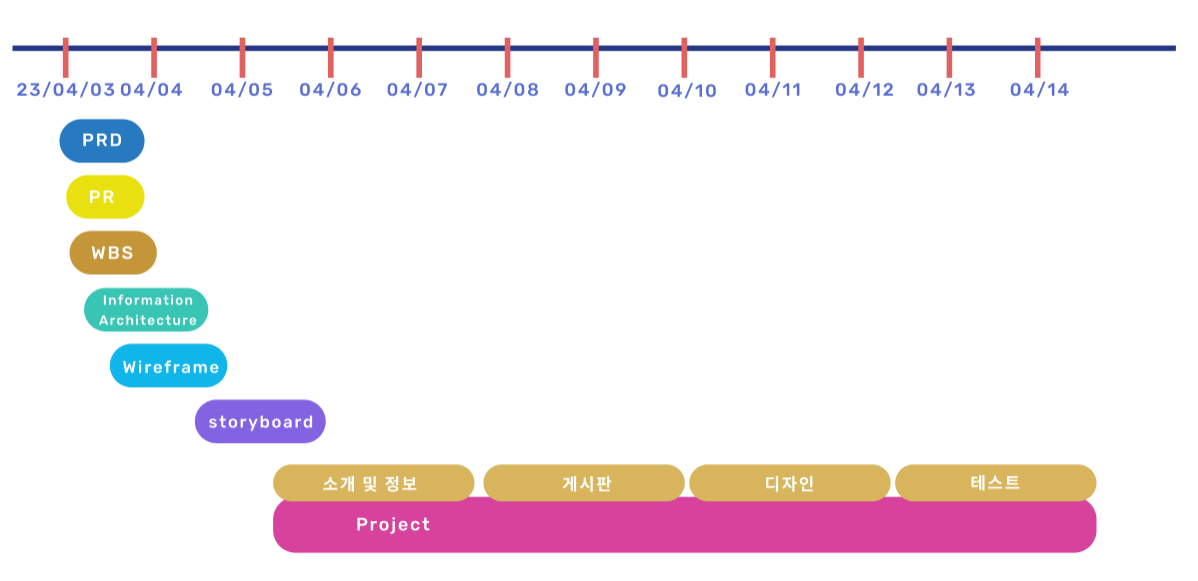 23/04/03 04/04 04/05 04/06 04/07 04/08 04/09 04/10 04/11 04/12 04/13 04/14
PRD
PR
WBS
Information
Architecture
Wireframe
storyboard
소개 및 정보 게시판 디자인 테스트
Project